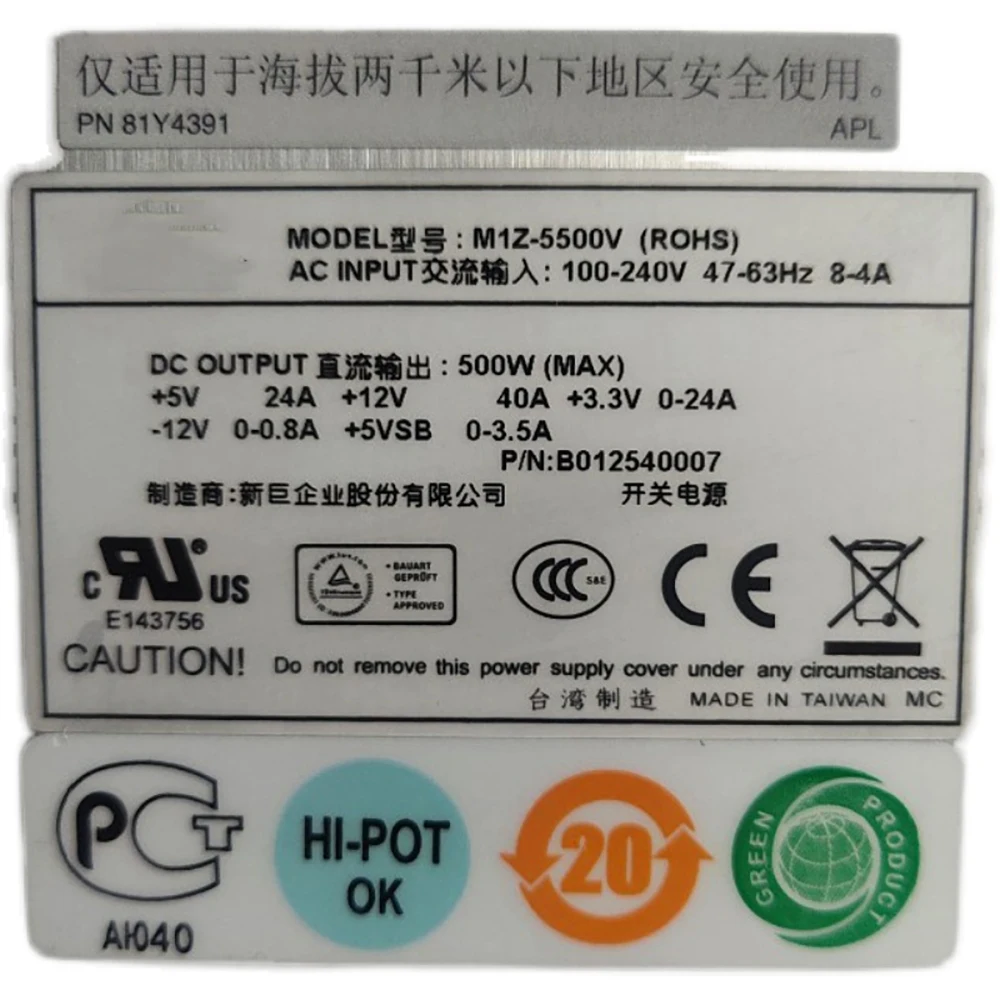 仅适用于海拔两千米以下地区安全使用。
PN 81Y4391 APL
MODEL型号: M1Z-5500V (ROHS)
AC INPUT交流输入: 100-240V 47-63Hz 8-4A
DC OUTPUT 直流输出: 500W (MAX)
+5V 24A +12V 40A +3.3V 0-24A
-12V 0-0.8A +5VSB 0-3.5A
P/N:B012540007
制造商:新巨企业股份有限公司 开关电源
C RU® US
E143756
BAUART GEPRÜFT
TYPE APPROVED
CCC S&E
CE
CAUTION! Do not remove this power supply cover under any circumstances.
台湾制造 MADE IN TAIWAN MC
PCT
АЮ40
HI-POT
OK
20
GREEN PRODUCT